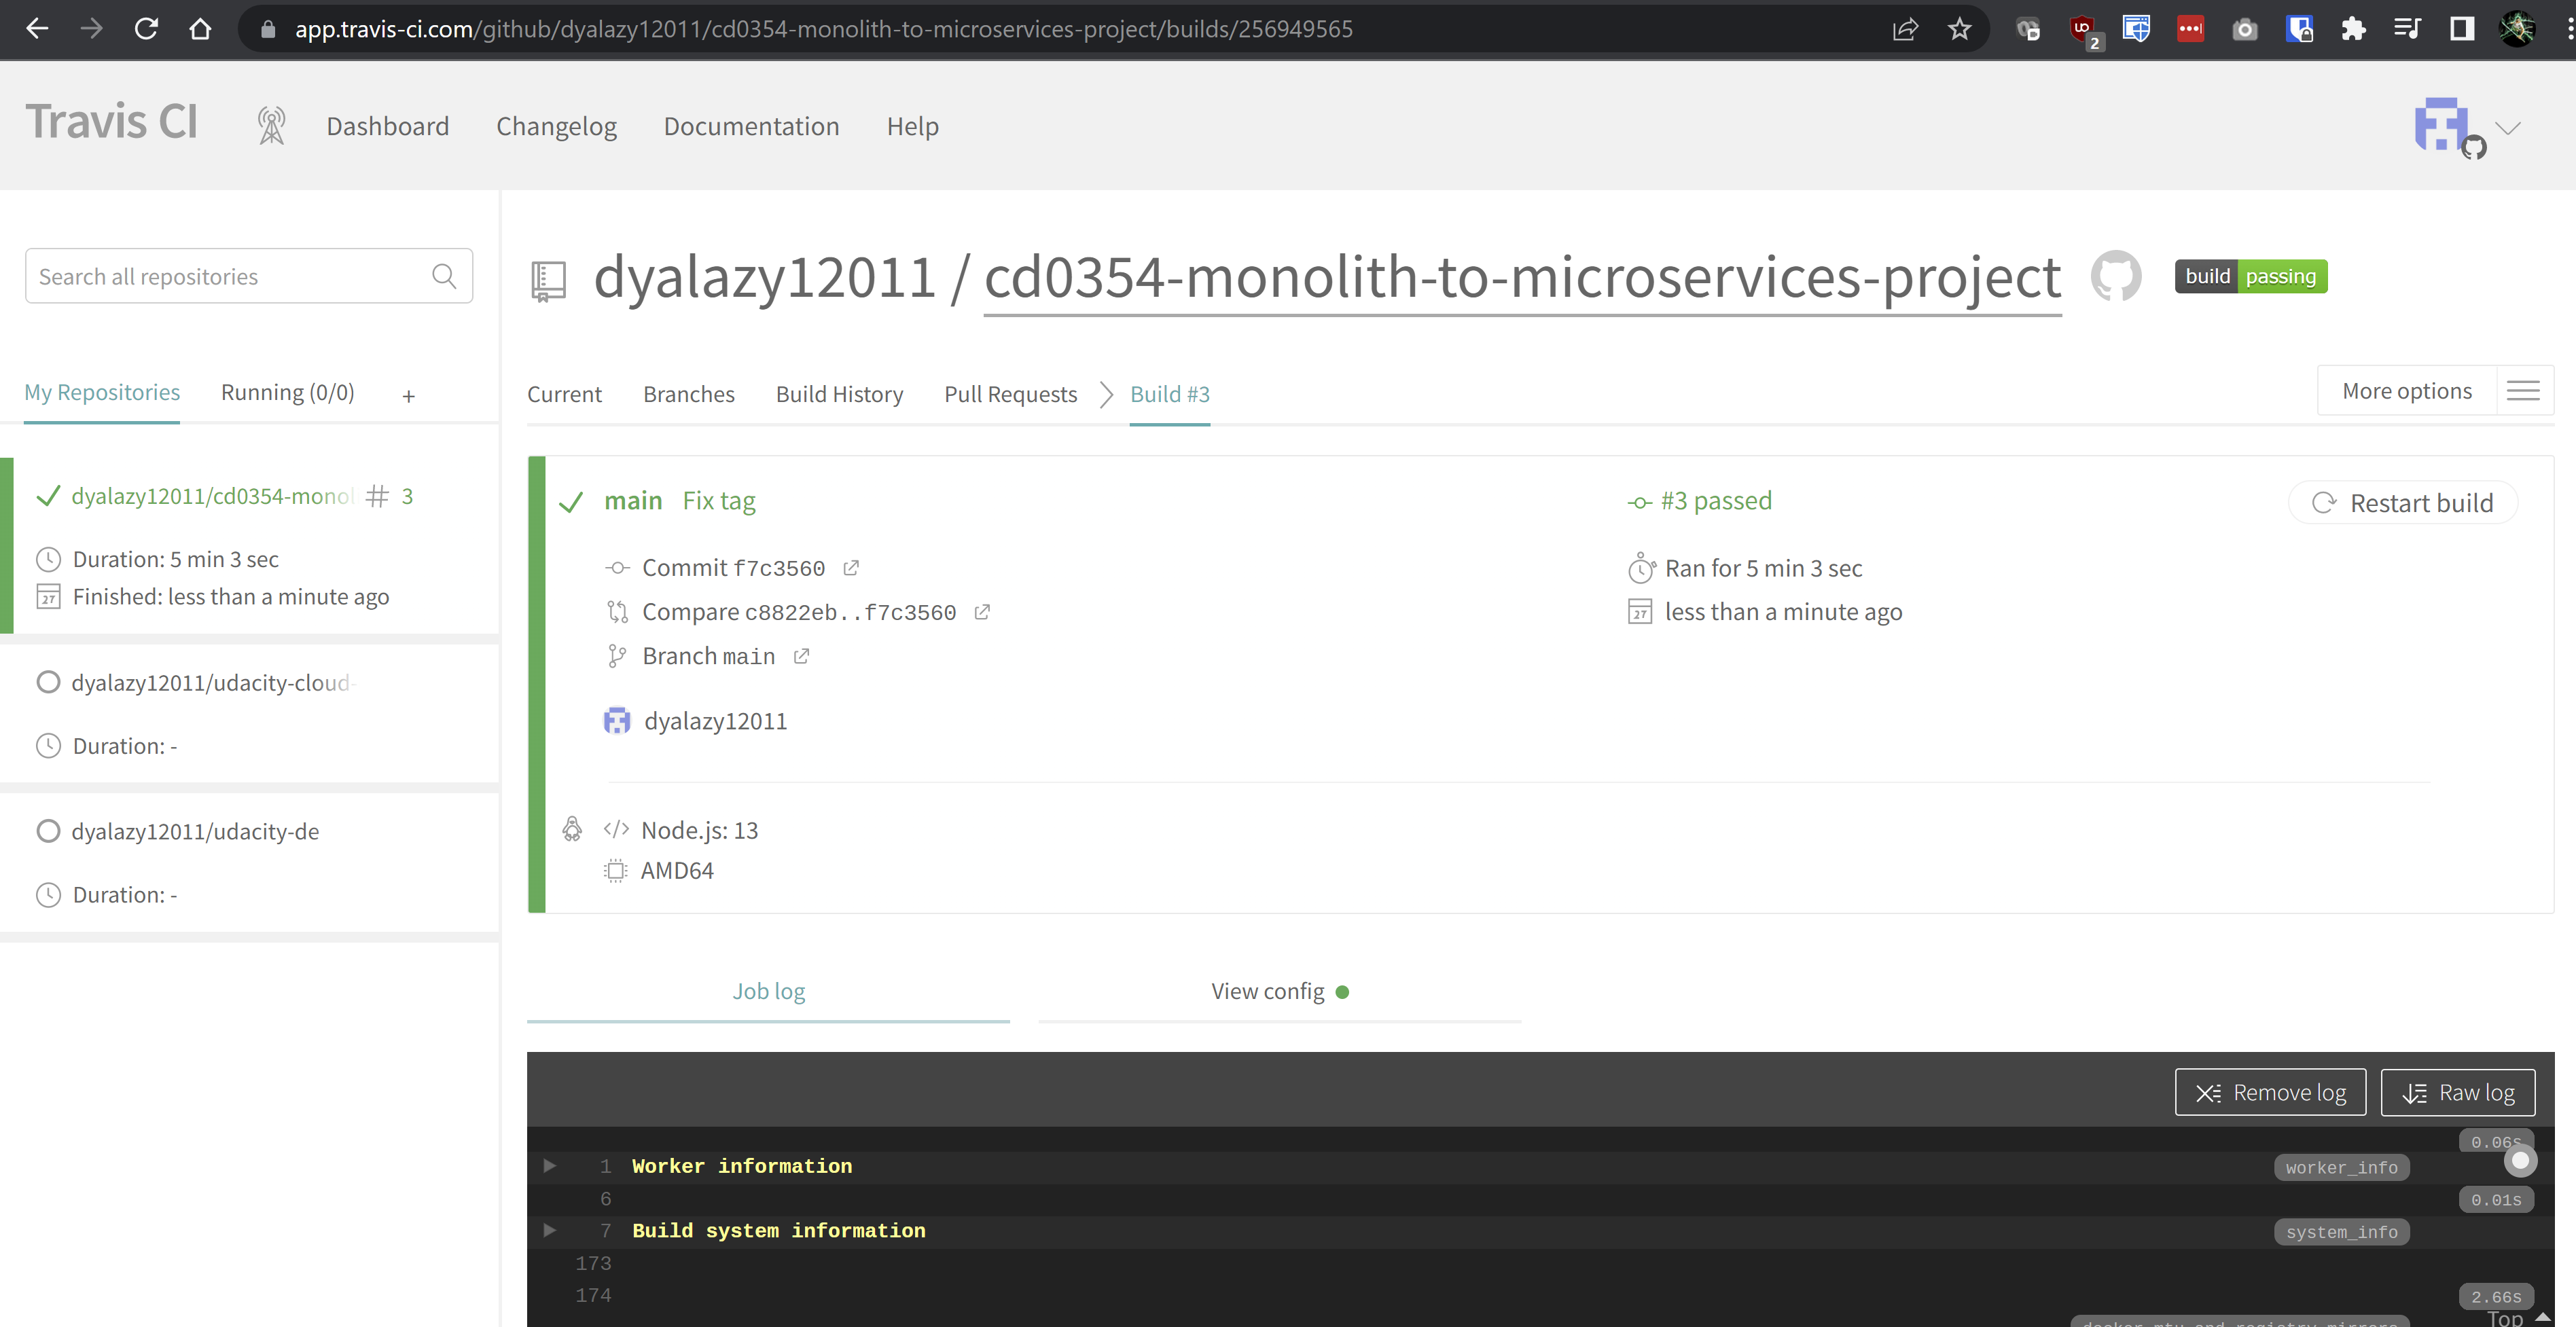 app.travis-ci.com/github/dyalazy12011/cd0354-monolith-to-microservices-project/builds/256949565
2
Travis CI
Dashboard
Changelog
Documentation
Help
Search all repositories
dyalazy12011 / cd0354-monolith-to-microservices-project
build passing
My Repositories
Running (0/0)
+
Current
Branches
Build History
Pull Requests
Build #3
More options
dyalazy12011/cd0354-monol # 3
Duration: 5 min 3 sec
Finished: less than a minute ago
dyalazy12011/udacity-cloud-
Duration: -
dyalazy12011/udacity-de
Duration: -
main Fix tag
#3 passed
Restart build
Commit f7c3560
Ran for 5 min 3 sec
Compare c8822eb..f7c3560
less than a minute ago
Branch main
dyalazy12011
Node.js: 13
AMD64
Job log
View config
Remove log
Raw log
0.06s
1 Worker information worker_info
6 0.01s
7 Build system information system_info
173
174 2.66s
Top